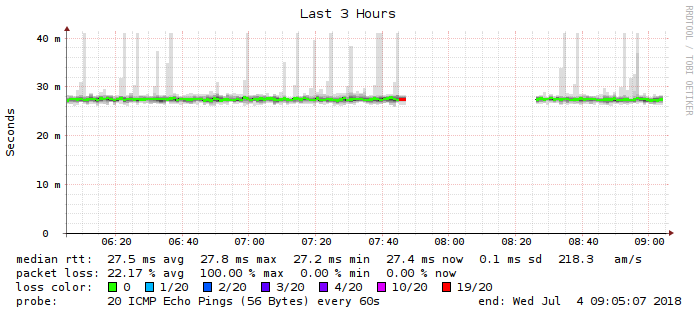 Last 3 Hours
RRDTOOL / TOBI OETIKER
Seconds
40 m
30 m
20 m
10 m
0
06:20 06:40 07:00 07:20 07:40 08:00 08:20 08:40 09:00
median rtt: 27.5 ms avg 27.8 ms max 27.2 ms min 27.4 ms now 0.1 ms sd 218.3 am/s
packet loss: 22.17 % avg 100.00 % max 0.00 % min 0.00 % now
loss color: 0 1/20 2/20 3/20 4/20 10/20 19/20
probe: 20 ICMP Echo Pings (56 Bytes) every 60s end: Wed Jul 4 09:05:07 2018